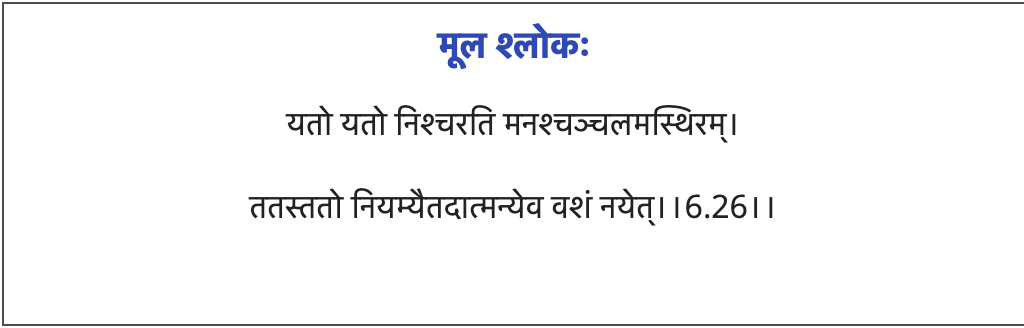 मूल श्लोकः
यतो यतो निश्चरति मनश्चञ्चलमस्थिरम्।
ततस्ततो नियम्यैतदात्मन्येव वशं नयेत्।।6.26।।